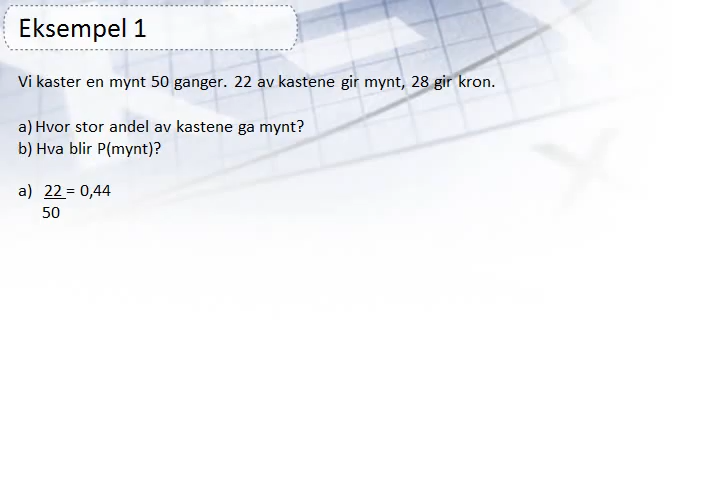 Eksempel 1
Vi kaster en mynt 50 ganger. 22 av kastene gir mynt, 28 gir kron.
a) Hvor stor andel av kastene ga mynt?
b) Hva blir P(mynt)?
a) 22 = 0,44
50